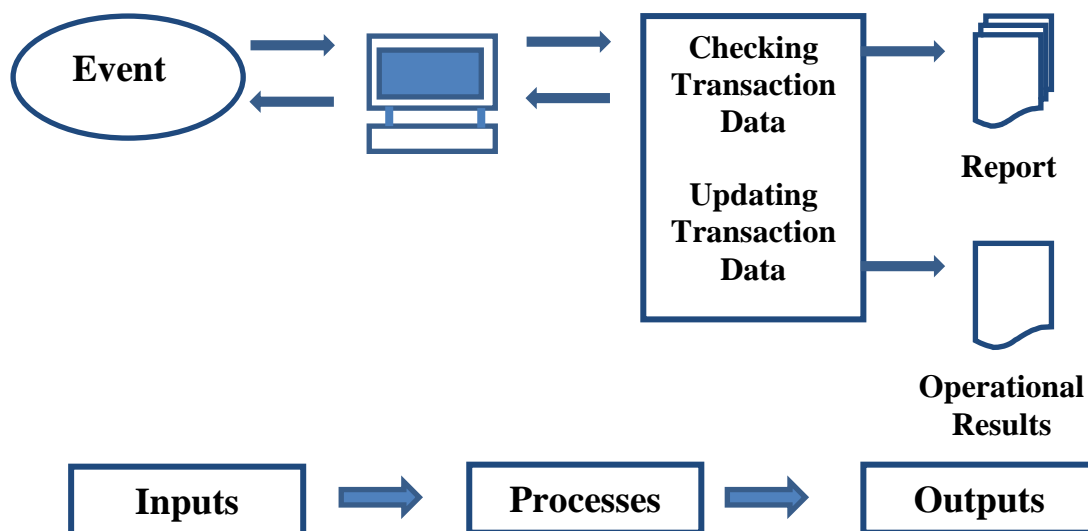 Event
Checking
Transaction
Data
Updating
Transaction
Data
Report
Operational
Results
Inputs
Processes
Outputs